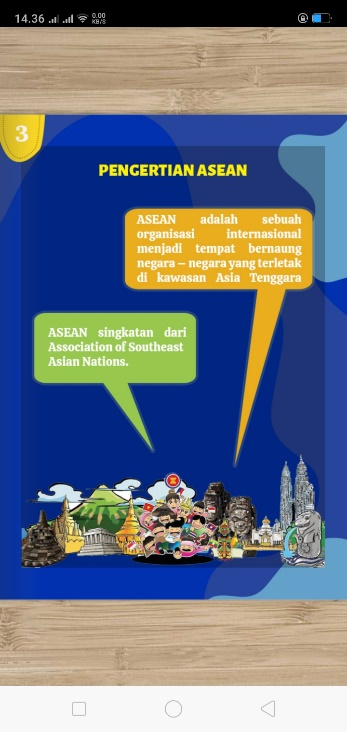 14.36
0.00
KB/S
3
PENGERTIAN ASEAN
ASEAN adalah sebuah
organisasi internasional
menjadi tempat bernaung
negara – negara yang terletak
di kawasan Asia Tenggara
ASEAN singkatan dari
Association of Southeast
Asian Nations.